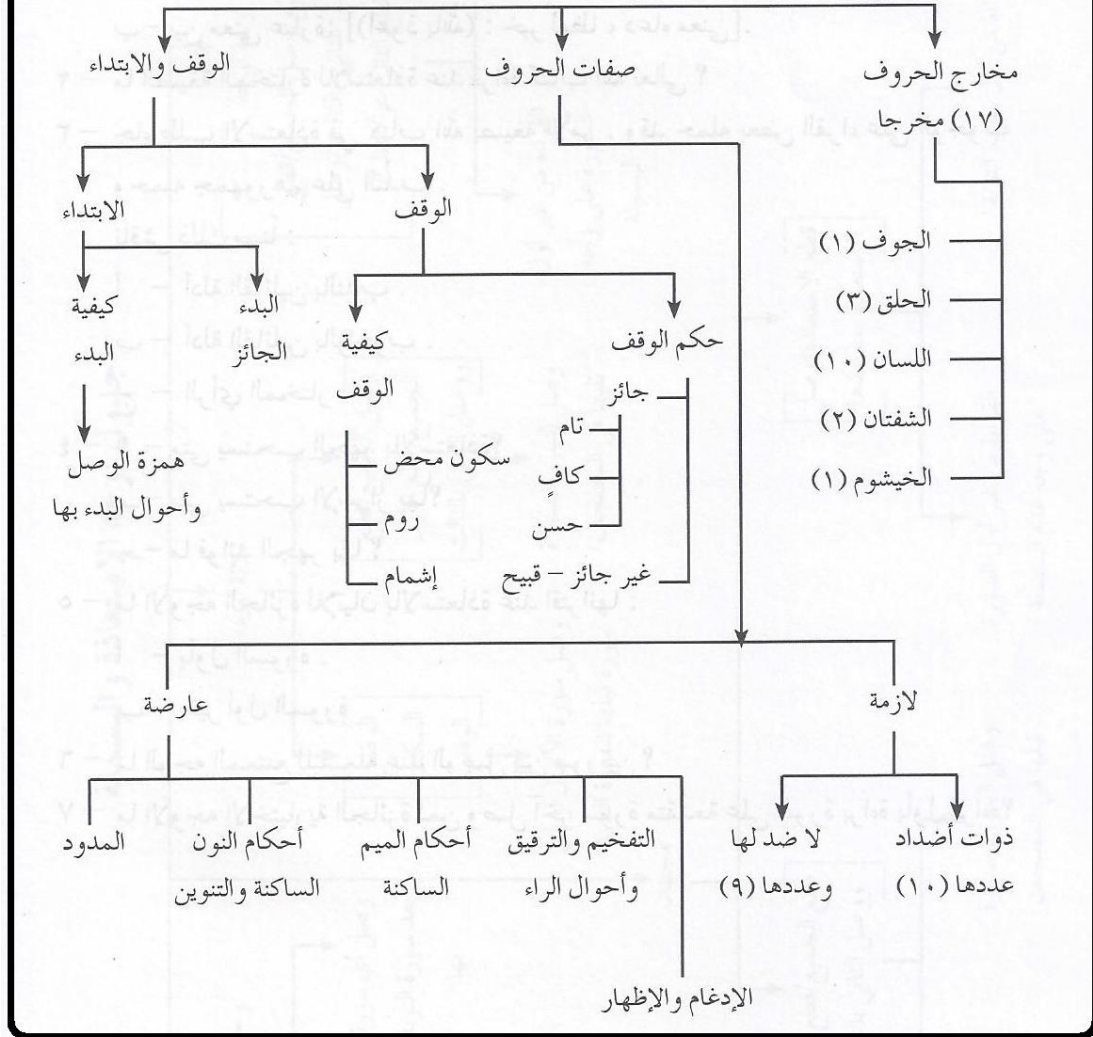 مخارج الحروف
(١٧) مخرجا
الجوف (١)
الحلق (٣)
اللسان (١٠)
الشفتان (٢)
الخيشوم (١)
صفات الحروف
الوقف والابتداء
الوقف
الابتداء
حكم الوقف
جائز
تام
كافٍ
حسن
غير جائز – قبيح
كيفية
الوقف
سكون محض
روم
إشمام
البدء
الجائز
كيفية
البدء
همزة الوصل
وأحوال البدء بها
لازمة
ذوات أضداد
عددها (١٠)
لا ضد لها
وعددها (٩)
عارضة
الإدغام والإظهار
التفخيم والترقيق
وأحوال الراء
أحكام الميم
الساكنة
أحكام النون
الساكنة والتنوين
المدود